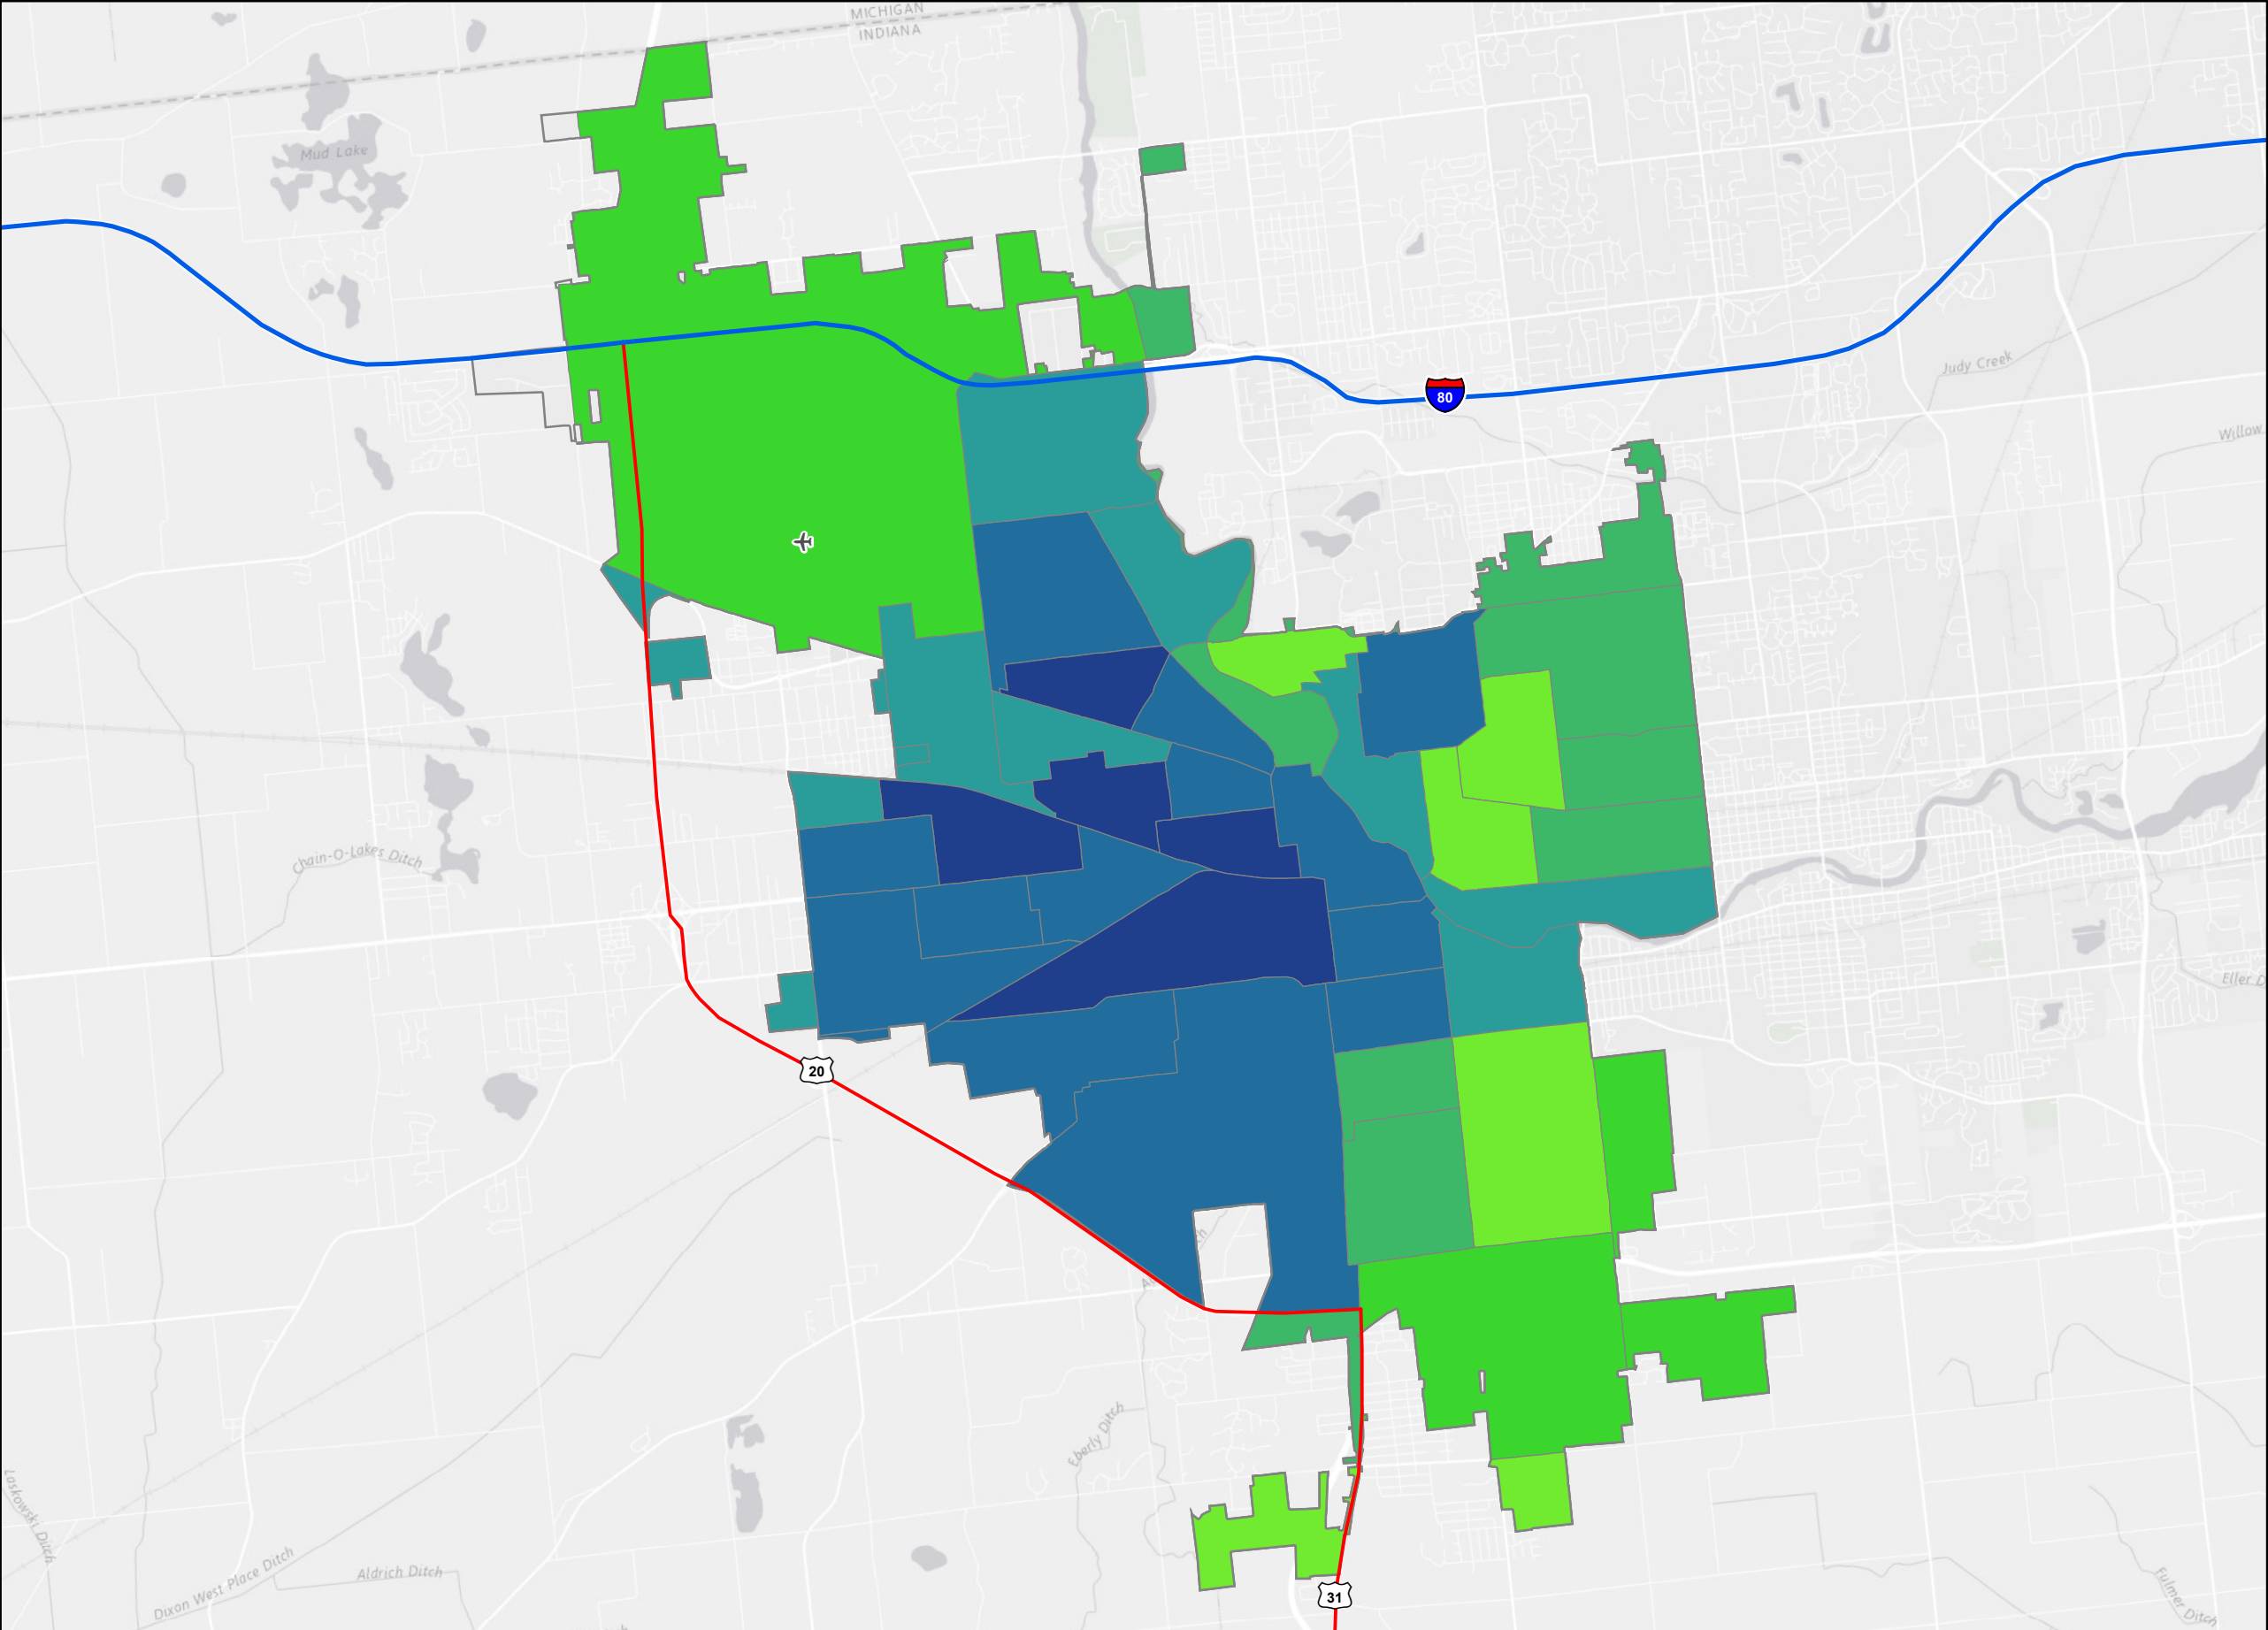 MICHIGAN
INDIANA
Mud Lake
Judy Creek
80
Willow
Chain-O-Lakes Ditch
Eller D
20
Eberly Ditch
Laskowski Ditch
Dixon West Place Ditch
Aldrich Ditch
31
Fulmer Ditch